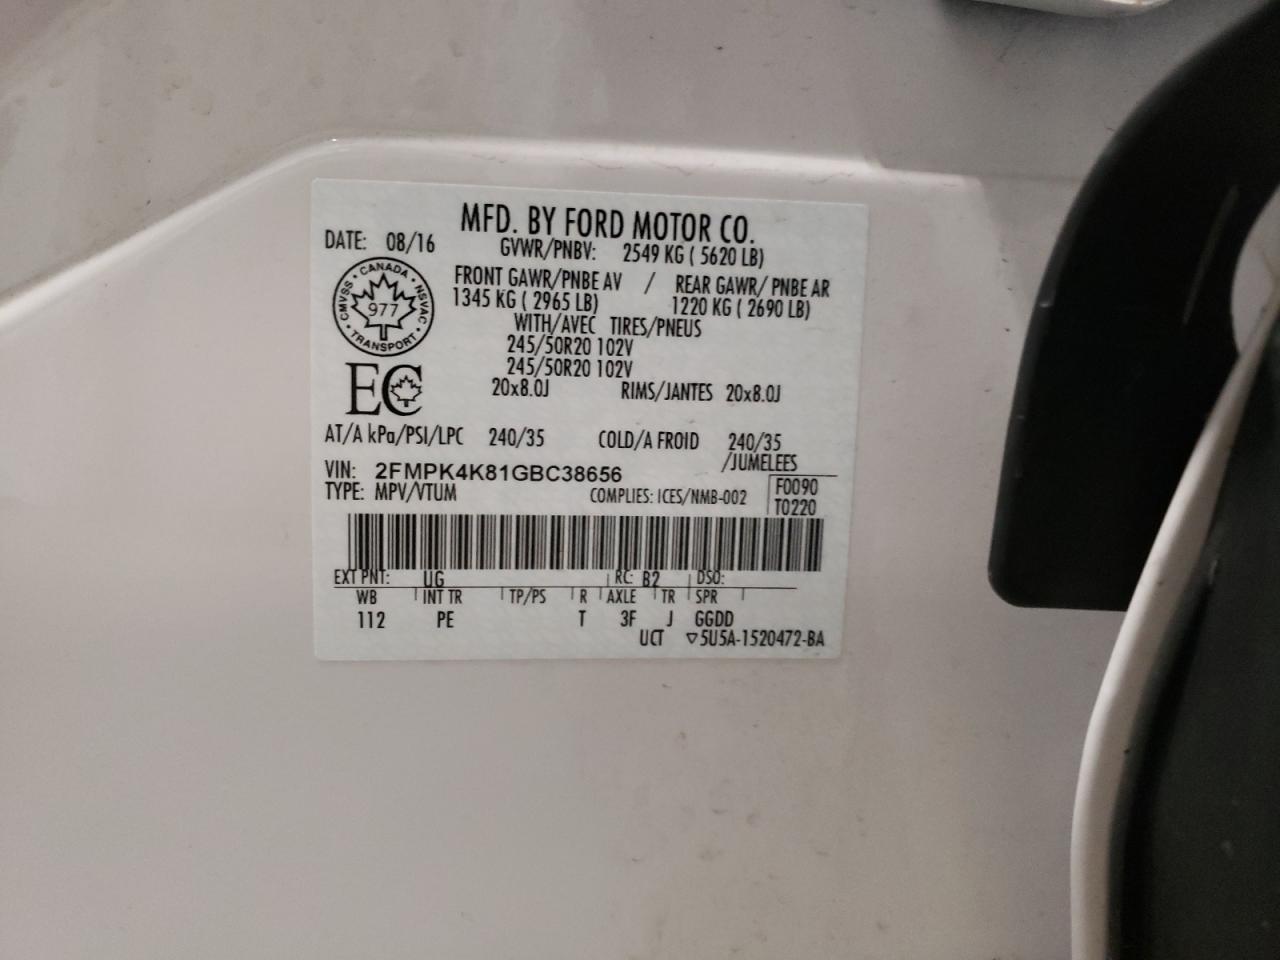 MFD. BY FORD MOTOR CO.
DATE: 08/16
GVWR/PNBV: 2549 KG ( 5620 LB)
FRONT GAWR/PNBE AV / REAR GAWR/ PNBE AR
1345 KG ( 2965 LB) 1220 KG ( 2690 LB)
WITH/AVEC TIRES/PNEUS
245/50R20 102V
245/50R20 102V
20x8.0J RIMS/JANTES 20x8.0J
CANADA • NSVAC • TRANSPORT • CMVSS •
977
EC
AT/A kPa/PSI/LPC 240/35 COLD/A FROID 240/35
/JUMELEES
VIN: 2FMPK4K81GBC38656
F0090
TYPE: MPV/VTUM COMPLIES: ICES/NMB-002
T0220
EXT PNT: UG RC: B2 DSO:
WB INT TR TP/PS R AXLE TR SPR
112 PE T 3F J GGDD
UCT ▽5U5A-1520472-BA